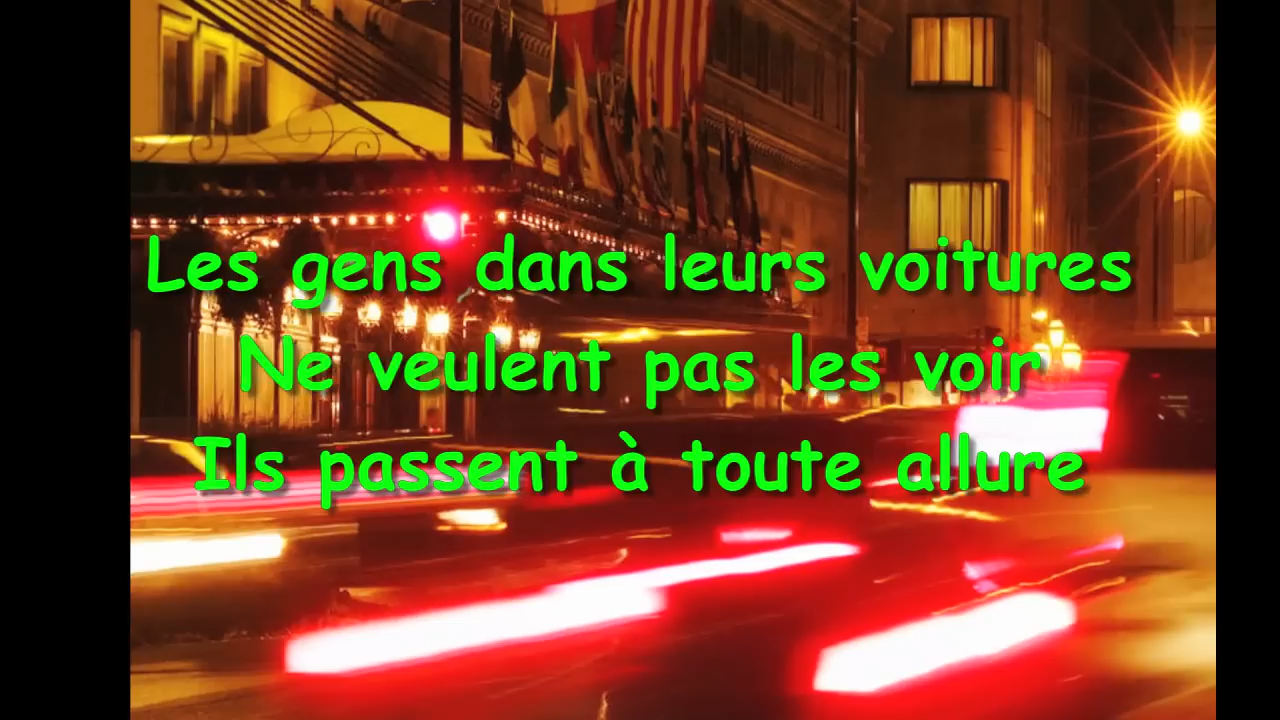 Les gens dans leurs voitures
Ne veulent pas les voir
Ils passent à toute allure